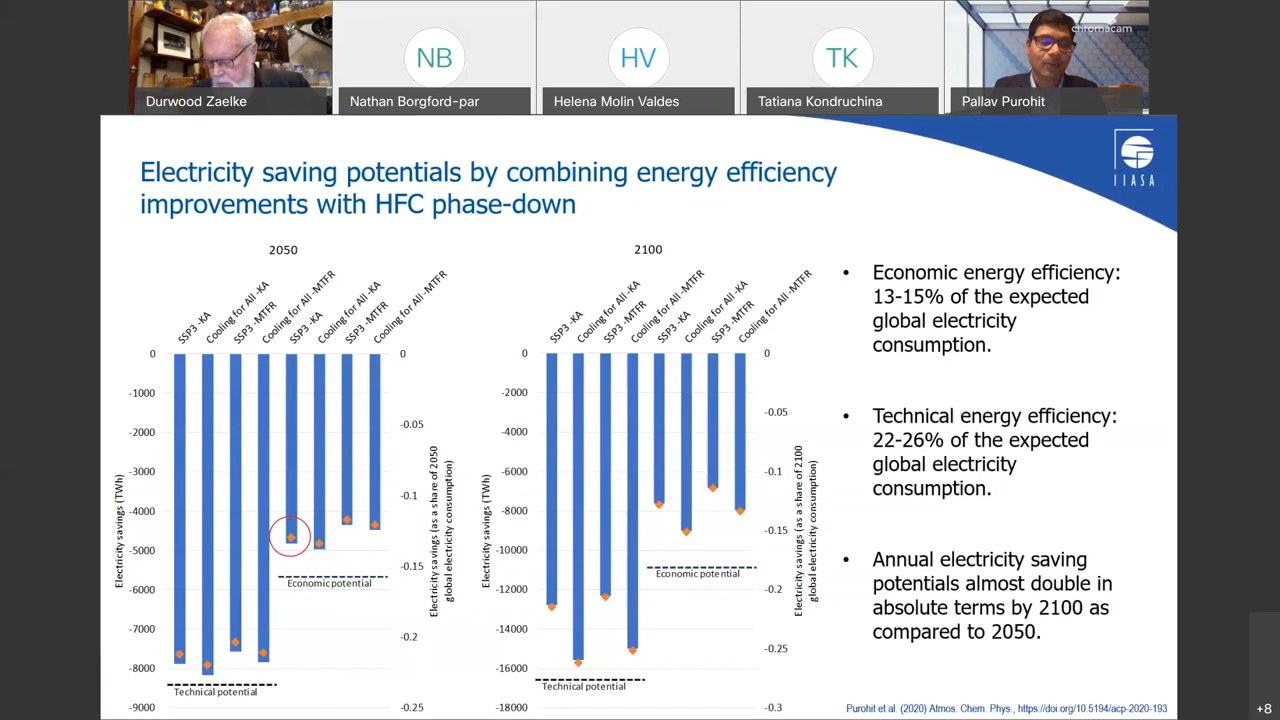 NB
HV
TK
chromacam
Durwood Zaelke
Nathan Borgford-par
Helena Molin Valdes
Tatiana Kondruchina
Pallav Purohit
IIASA
Electricity saving potentials by combining energy efficiency
improvements with HFC phase-down
2050
SSP3 -KA
Cooling for All -KA
SSP3 -MTFR
Cooling for All -MTFR
SSP3 -KA
Cooling for All -KA
SSP3 -MTFR
Cooling for All -MTFR
Electricity savings (TWh)
0
-1000
-2000
-3000
-4000
-5000
-6000
-7000
-8000
-9000
Economic potential
Technical potential
0
-0.05
-0.1
-0.15
-0.2
-0.25
Electricity savings (as a share of 2050
global electricity consumption)
2100
SSP3 -KA
Cooling for All -KA
SSP3 -MTFR
Cooling for All -MTFR
SSP3 -KA
Cooling for All -KA
SSP3 -MTFR
Cooling for All -MTFR
Electricity savings (TWh)
0
-2000
-4000
-6000
-8000
-10000
-12000
-14000
-16000
-18000
Economic potential
Technical potential
0
-0.05
-0.1
-0.15
-0.2
-0.25
-0.3
Electricity savings (as a share of 2100
global electricity consumption)
• Economic energy efficiency:
13-15% of the expected
global electricity
consumption.
• Technical energy efficiency:
22-26% of the expected
global electricity
consumption.
• Annual electricity saving
potentials almost double in
absolute terms by 2100 as
compared to 2050.
Purohit et al. (2020) Atmos. Chem. Phys., https://doi.org/10.5194/acp-2020-193
+8